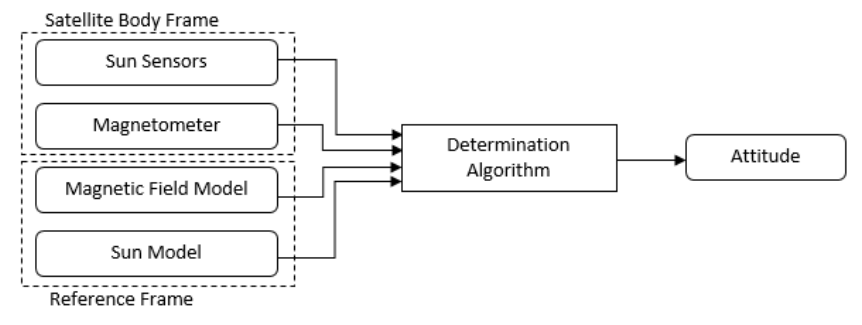 Satellite Body Frame
Sun Sensors
Magnetometer
Magnetic Field Model
Sun Model
Reference Frame
Determination
Algorithm
Attitude